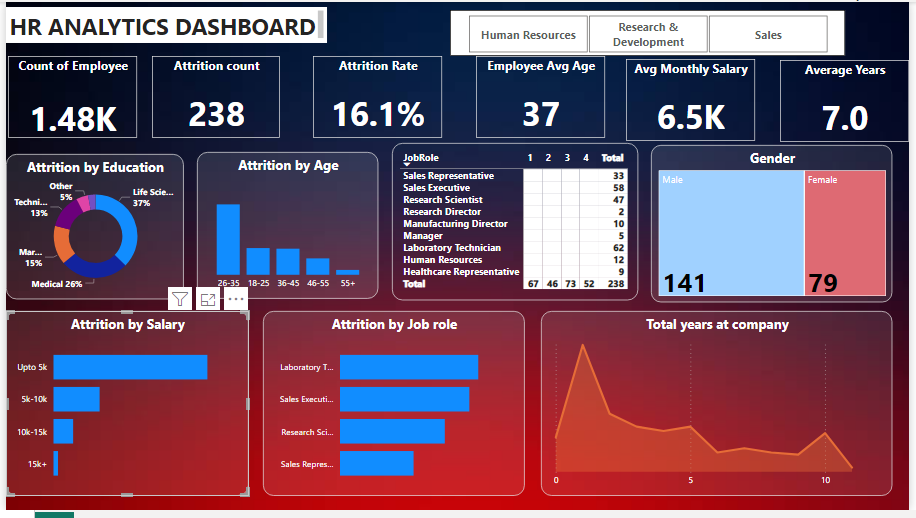 HR ANALYTICS DASHBOARD
Human Resources
Research &
Development
Sales
Count of Employee
1.48K
Attrition count
238
Attrition Rate
16.1%
Employee Avg Age
37
Avg Monthly Salary
6.5K
Average Years
7.0
Attrition by Education
Other
5%
Life Scie...
37%
Techni...
13%
Mar...
15%
Medical 26%
Attrition by Age
26-35 18-25 36-45 46-55 55+
JobRole 1 2 3 4 Total
Sales Representative 33
Sales Executive 58
Research Scientist 47
Research Director 2
Manufacturing Director 10
Manager 5
Laboratory Technician 62
Human Resources 12
Healthcare Representative 9
Total 67 46 73 52 238
Gender
Male
141
Female
79
Attrition by Salary
Upto 5k
5k-10k
10k-15k
15k+
Attrition by Job role
Laboratory T...
Sales Executi...
Research Sci...
Sales Repres...
Total years at company
0 5 10